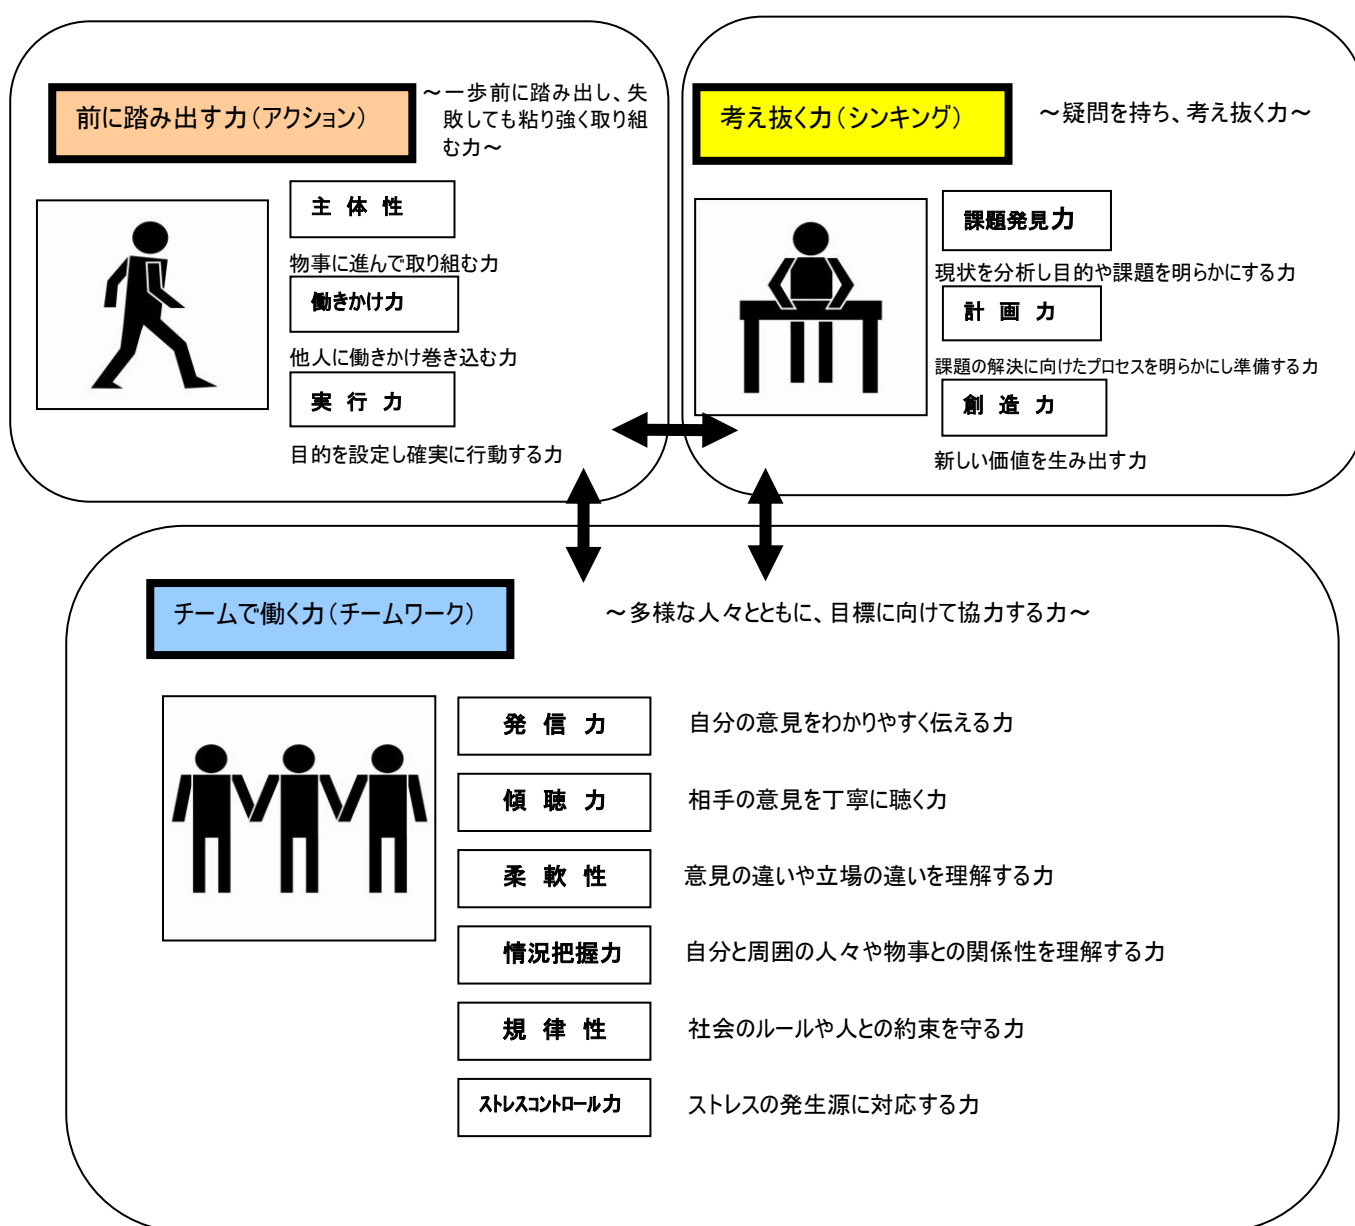 前に踏み出す力（アクション）
～一歩前に踏み出し、失
敗しても粘り強く取り組
む力～
主 体 性
物事に進んで取り組む力
働きかけ力
他人に働きかけ巻き込む力
実 行 力
目的を設定し確実に行動する力
考え抜く力（シンキング）
～疑問を持ち、考え抜く力～
課題発見力
現状を分析し目的や課題を明らかにする力
計 画 力
課題の解決に向けたプロセスを明らかにし準備する力
創 造 力
新しい価値を生み出す力
チームで働く力（チームワーク）
～多様な人々とともに、目標に向けて協力する力～
発 信 力
自分の意見をわかりやすく伝える力
傾 聴 力
相手の意見を丁寧に聴く力
柔 軟 性
意見の違いや立場の違いを理解する力
情況把握力
自分と周囲の人々や物事との関係性を理解する力
規 律 性
社会のルールや人との約束を守る力
ストレスコントロール力
ストレスの発生源に対応する力